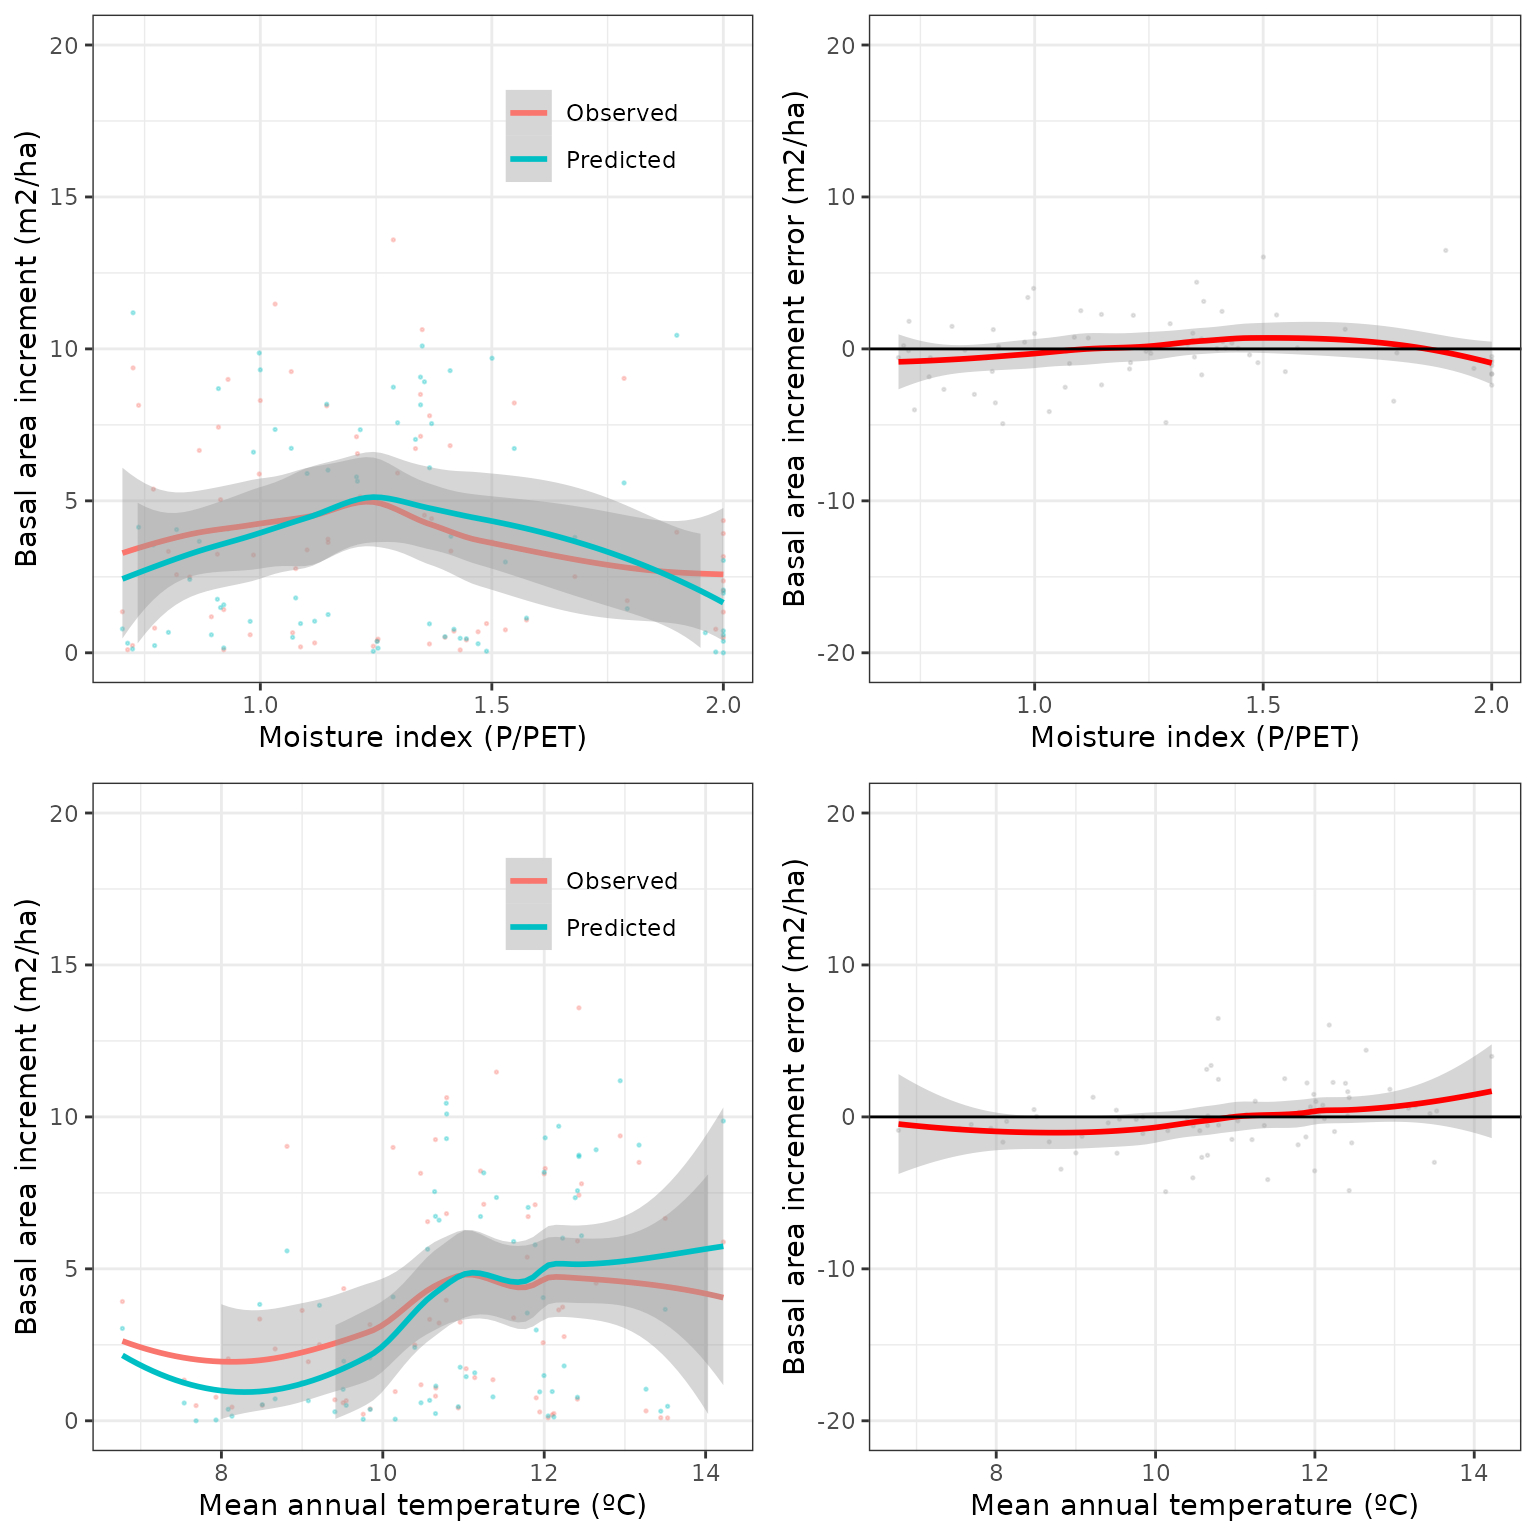 20
15
10
5
0
Basal area increment (m2/ha)
Observed
Predicted
1.0
1.5
2.0
Moisture index (P/PET)
20
10
0
-10
-20
Basal area increment error (m2/ha)
1.0
1.5
2.0
Moisture index (P/PET)
20
15
10
5
0
Basal area increment (m2/ha)
Observed
Predicted
8
10
12
14
Mean annual temperature (ºC)
20
10
0
-10
-20
Basal area increment error (m2/ha)
8
10
12
14
Mean annual temperature (ºC)